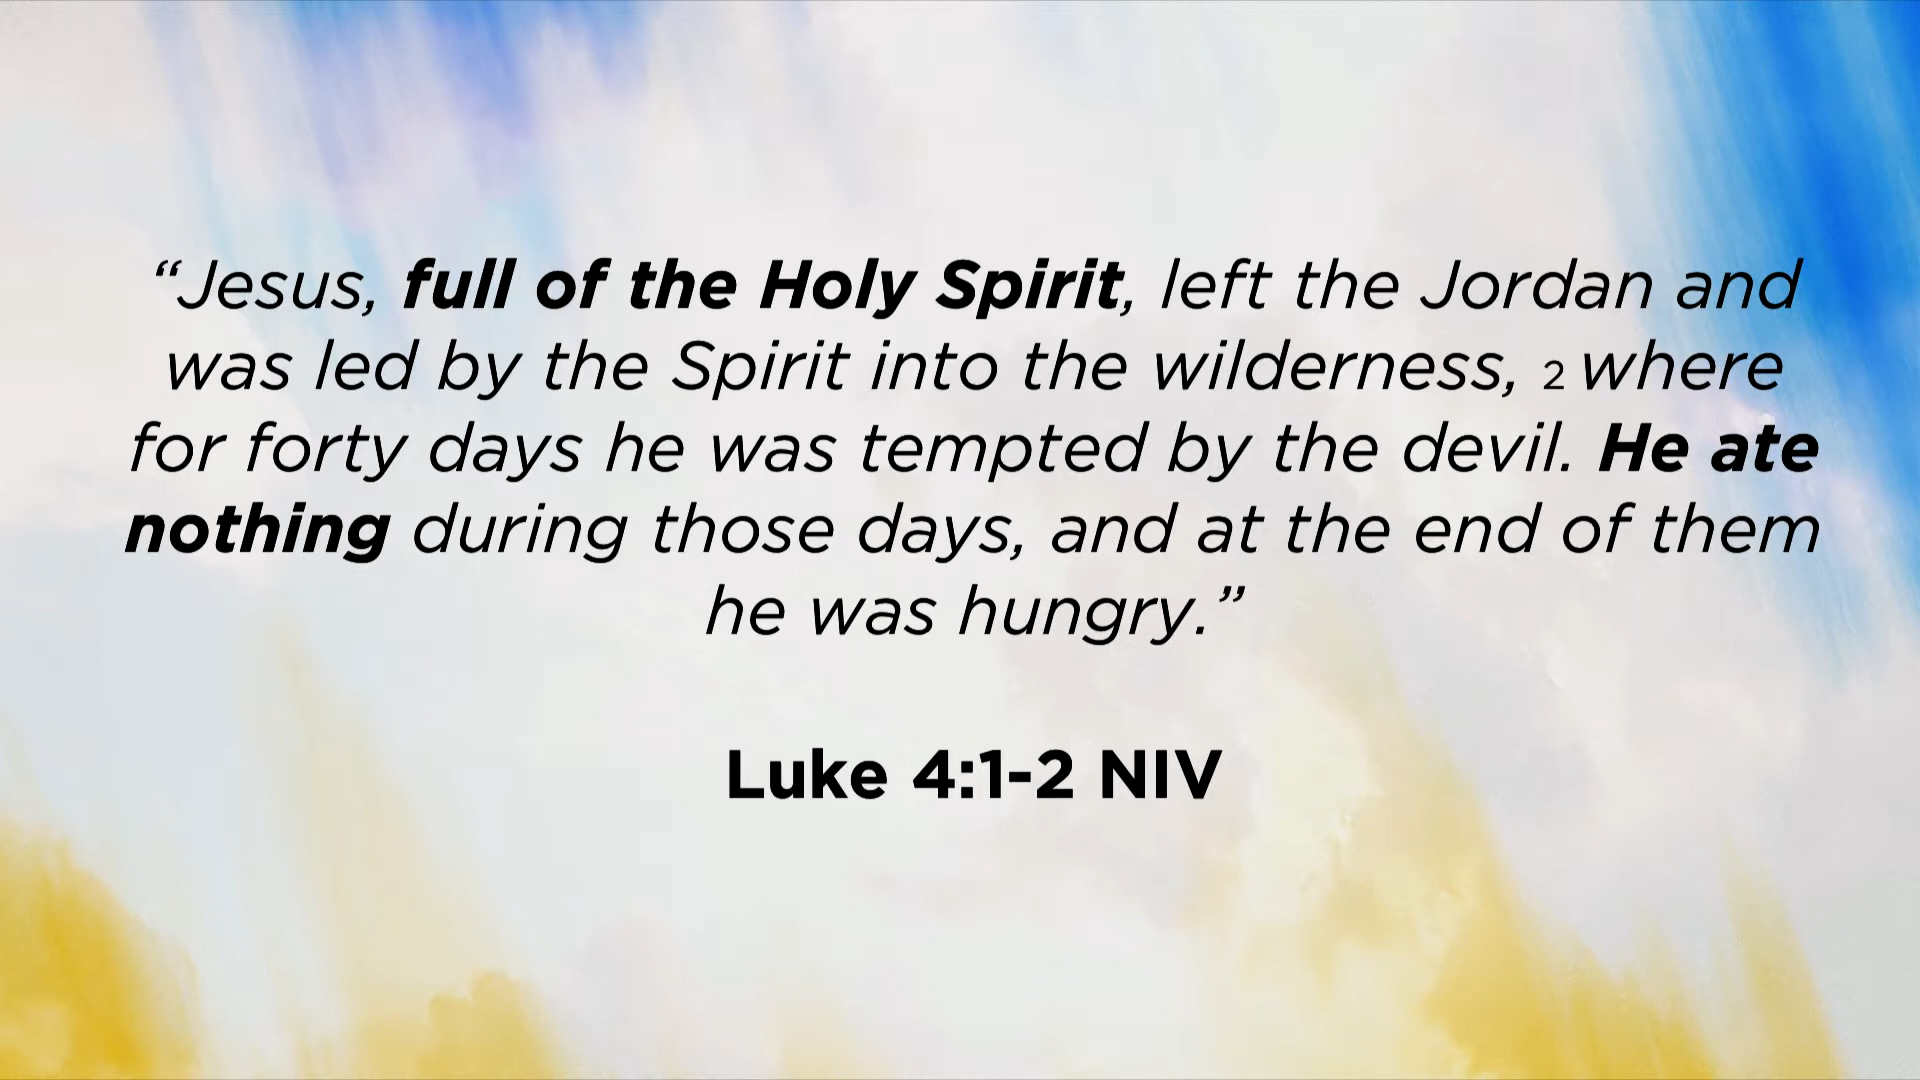 “Jesus, full of the Holy Spirit, left the Jordan and
was led by the Spirit into the wilderness, 2 where
for forty days he was tempted by the devil. He ate
nothing during those days, and at the end of them
he was hungry.”
Luke 4:1-2 NIV